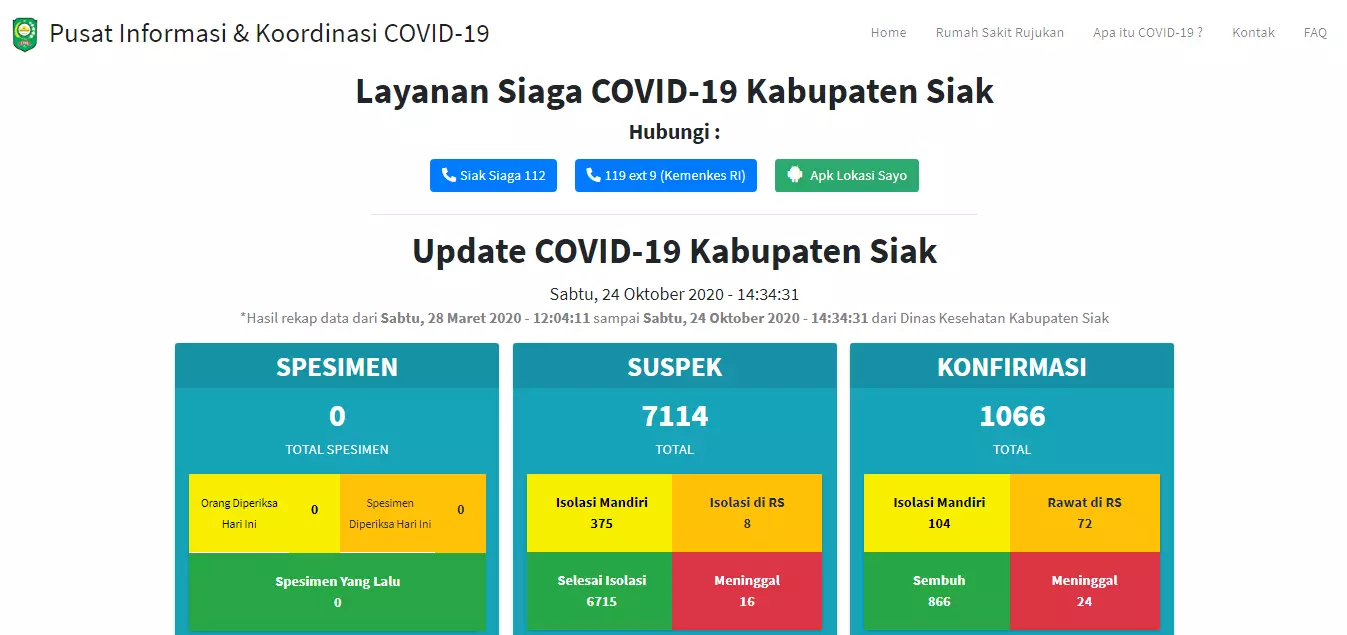 Pusat Informasi & Koordinasi COVID-19
Home Rumah Sakit Rujukan Apa itu COVID-19 ? Kontak FAQ
Layanan Siaga COVID-19 Kabupaten Siak
Hubungi :
Siak Siaga 112
119 ext 9 (Kemenkes RI)
Apk Lokasi Sayo
Update COVID-19 Kabupaten Siak
Sabtu, 24 Oktober 2020 - 14:34:31
*Hasil rekap data dari Sabtu, 28 Maret 2020 - 12:04:11 sampai Sabtu, 24 Oktober 2020 - 14:34:31 dari Dinas Kesehatan Kabupaten Siak
SPESIMEN
0
TOTAL SPESIMEN
Orang Diperiksa
Hari Ini
0
Spesimen
Diperiksa Hari Ini
0
Spesimen Yang Lalu
0
SUSPEK
7114
TOTAL
Isolasi Mandiri
375
Isolasi di RS
8
Selesai Isolasi
6715
Meninggal
16
KONFIRMASI
1066
TOTAL
Isolasi Mandiri
104
Rawat di RS
72
Sembuh
866
Meninggal
24